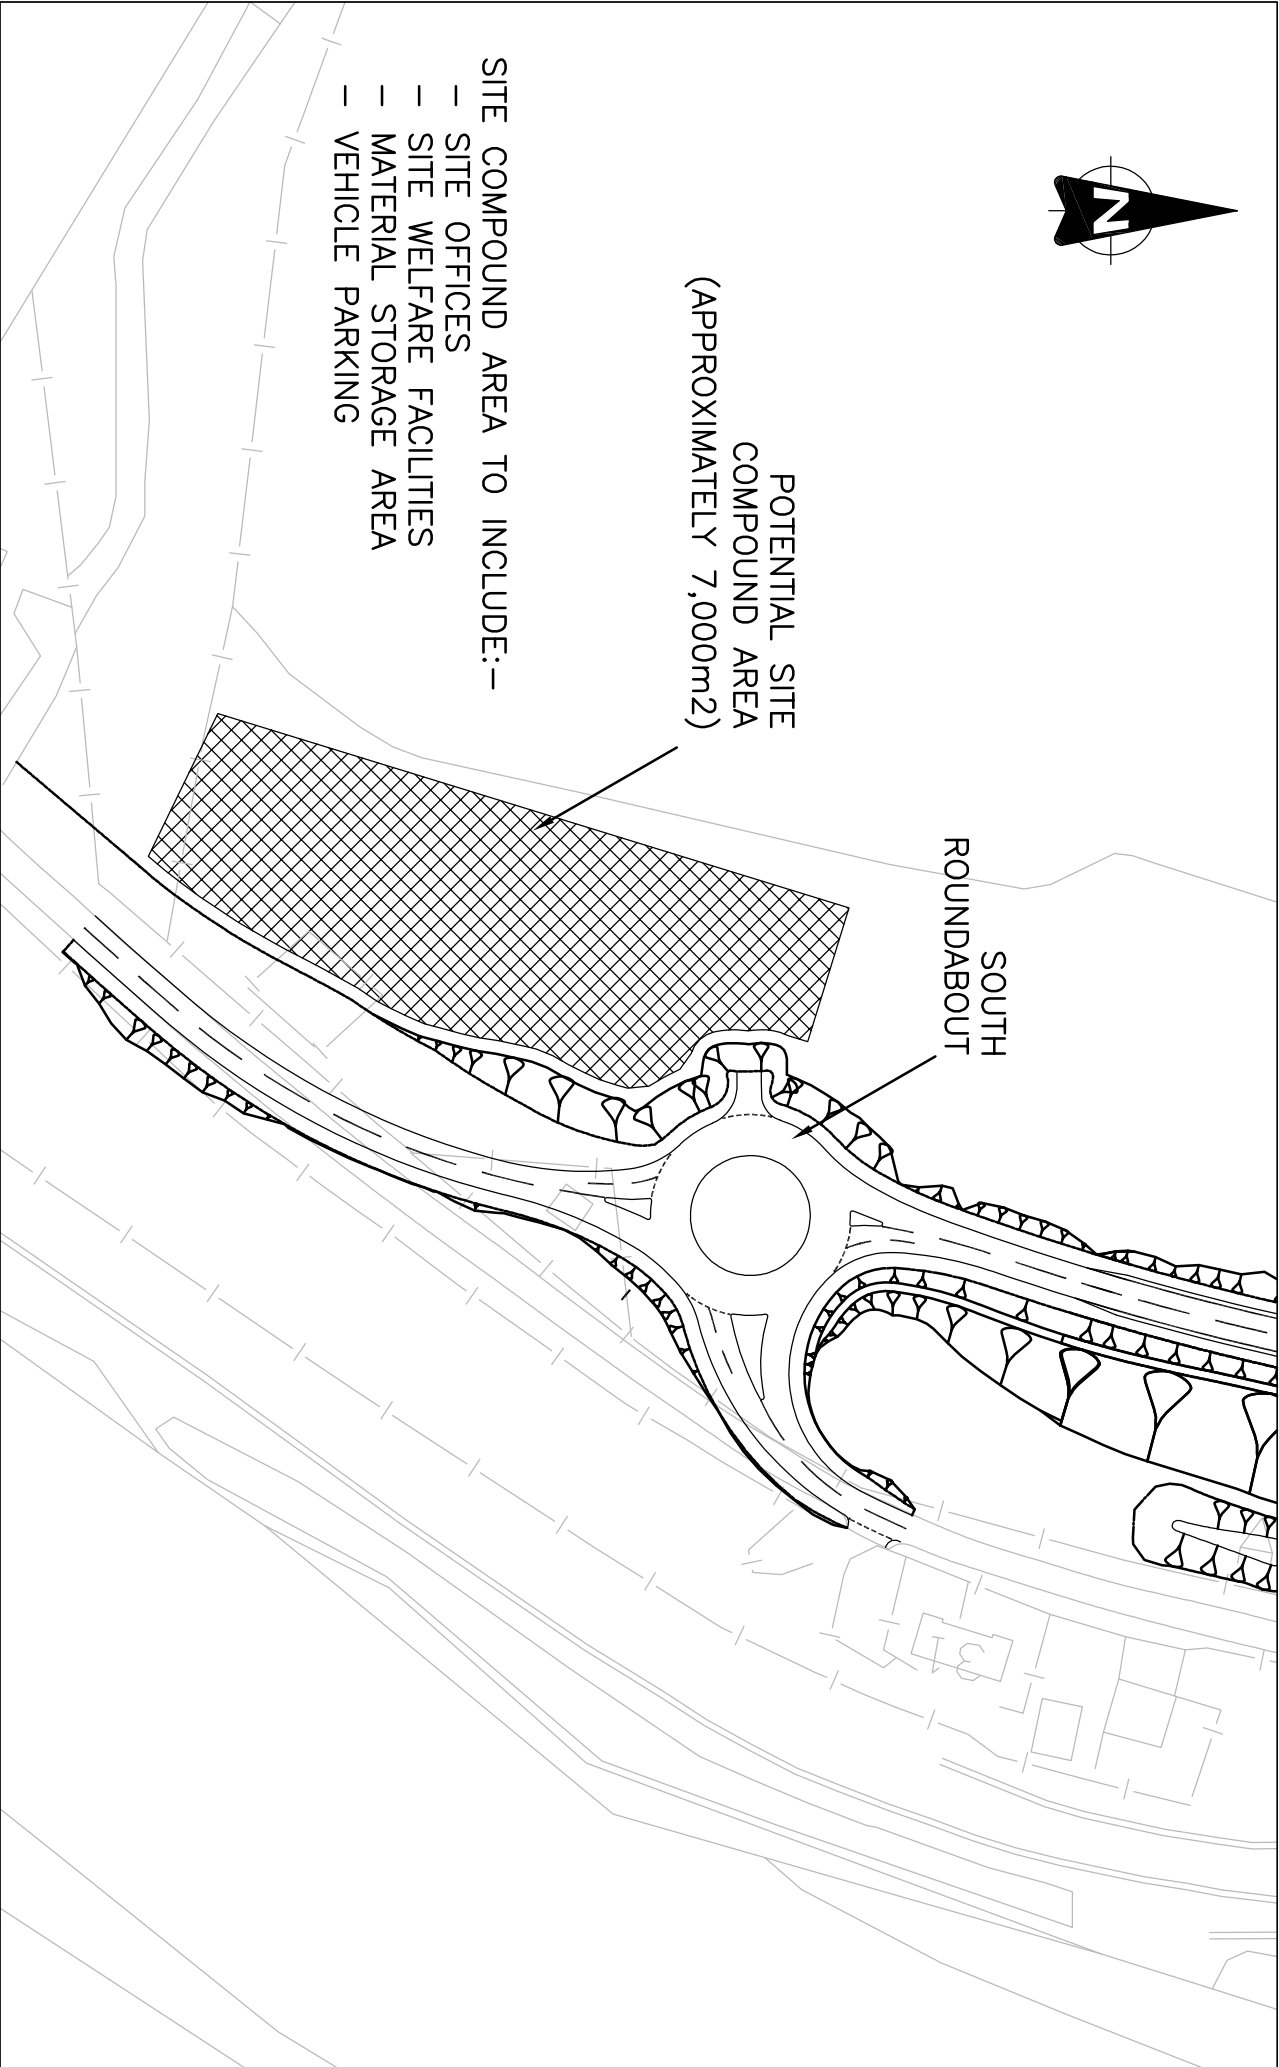 N
SOUTH
ROUNDABOUT
POTENTIAL SITE
COMPOUND AREA
(APPROXIMATELY 7,000m2)
SITE COMPOUND AREA TO INCLUDE:-
- SITE OFFICES
- SITE WELFARE FACILITIES
- MATERIAL STORAGE AREA
- VEHICLE PARKING